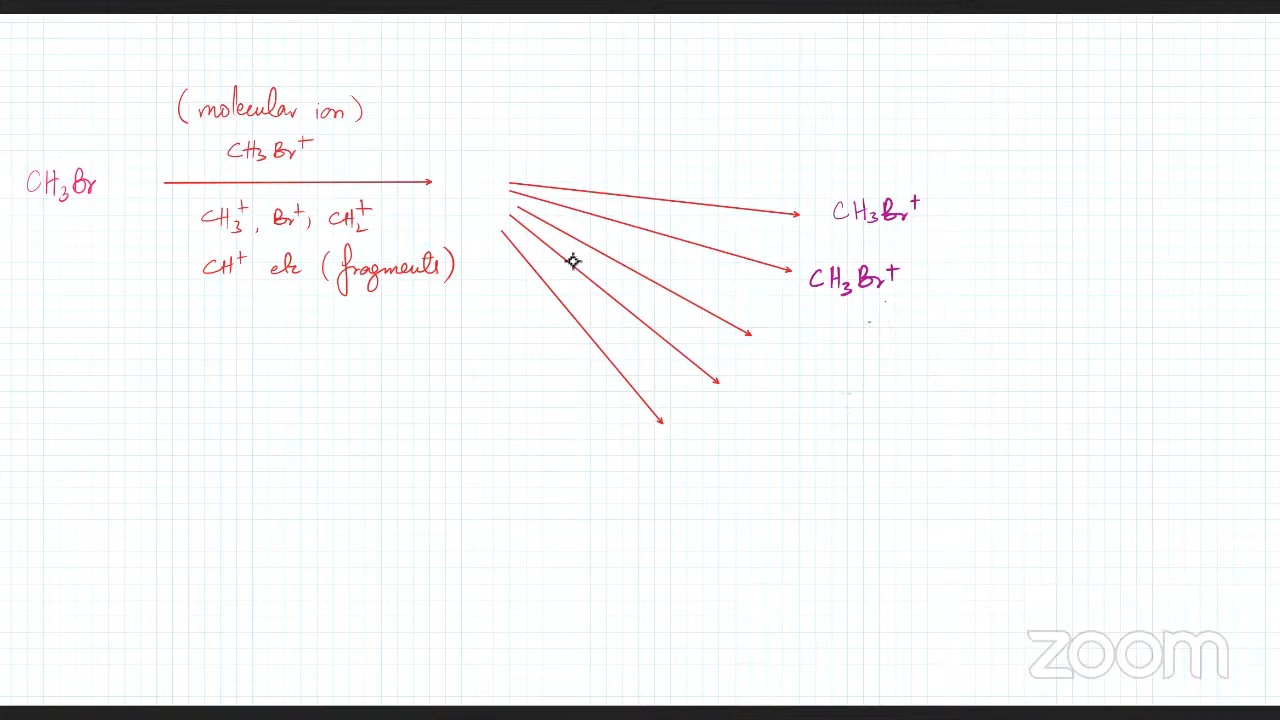 (molecular ion)
CH₃Br⁺
CH₃Br
CH₃⁺, Br⁺, CH₂⁺
CH⁺ etc (fragments)
CH₃Br⁺
CH₃Br⁺
zoom